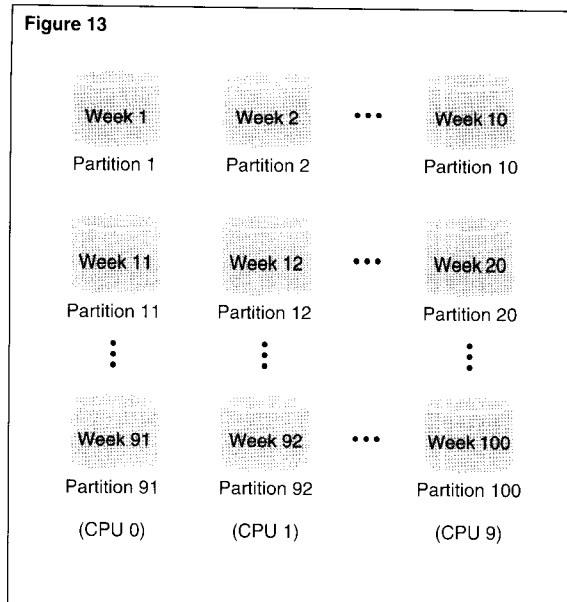 Figure 13
Week 1 Week 2 ••• Week 10
Partition 1 Partition 2 Partition 10
Week 11 Week 12 ••• Week 20
Partition 11 Partition 12 Partition 20
Week 91 Week 92 ••• Week 100
Partition 91 Partition 92 Partition 100
(CPU 0) (CPU 1) (CPU 9)